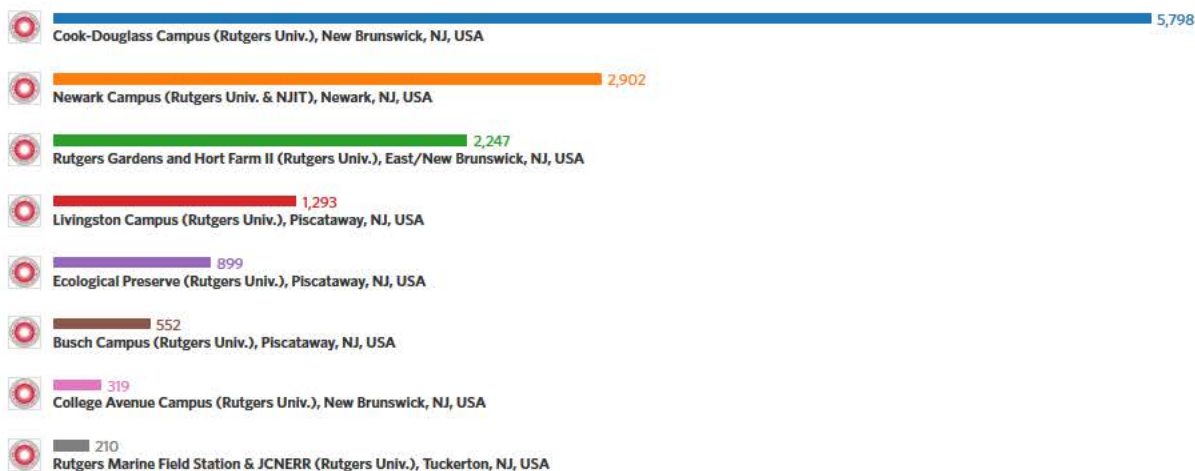 5,798
Cook-Douglass Campus (Rutgers Univ.), New Brunswick, NJ, USA
2,902
Newark Campus (Rutgers Univ. & NJIT), Newark, NJ, USA
2,247
Rutgers Gardens and Hort Farm II (Rutgers Univ.), East/New Brunswick, NJ, USA
1,293
Livingston Campus (Rutgers Univ.), Piscataway, NJ, USA
899
Ecological Preserve (Rutgers Univ.), Piscataway, NJ, USA
552
Busch Campus (Rutgers Univ.), Piscataway, NJ, USA
319
College Avenue Campus (Rutgers Univ.), New Brunswick, NJ, USA
210
Rutgers Marine Field Station & JCNERR (Rutgers Univ.), Tuckerton, NJ, USA